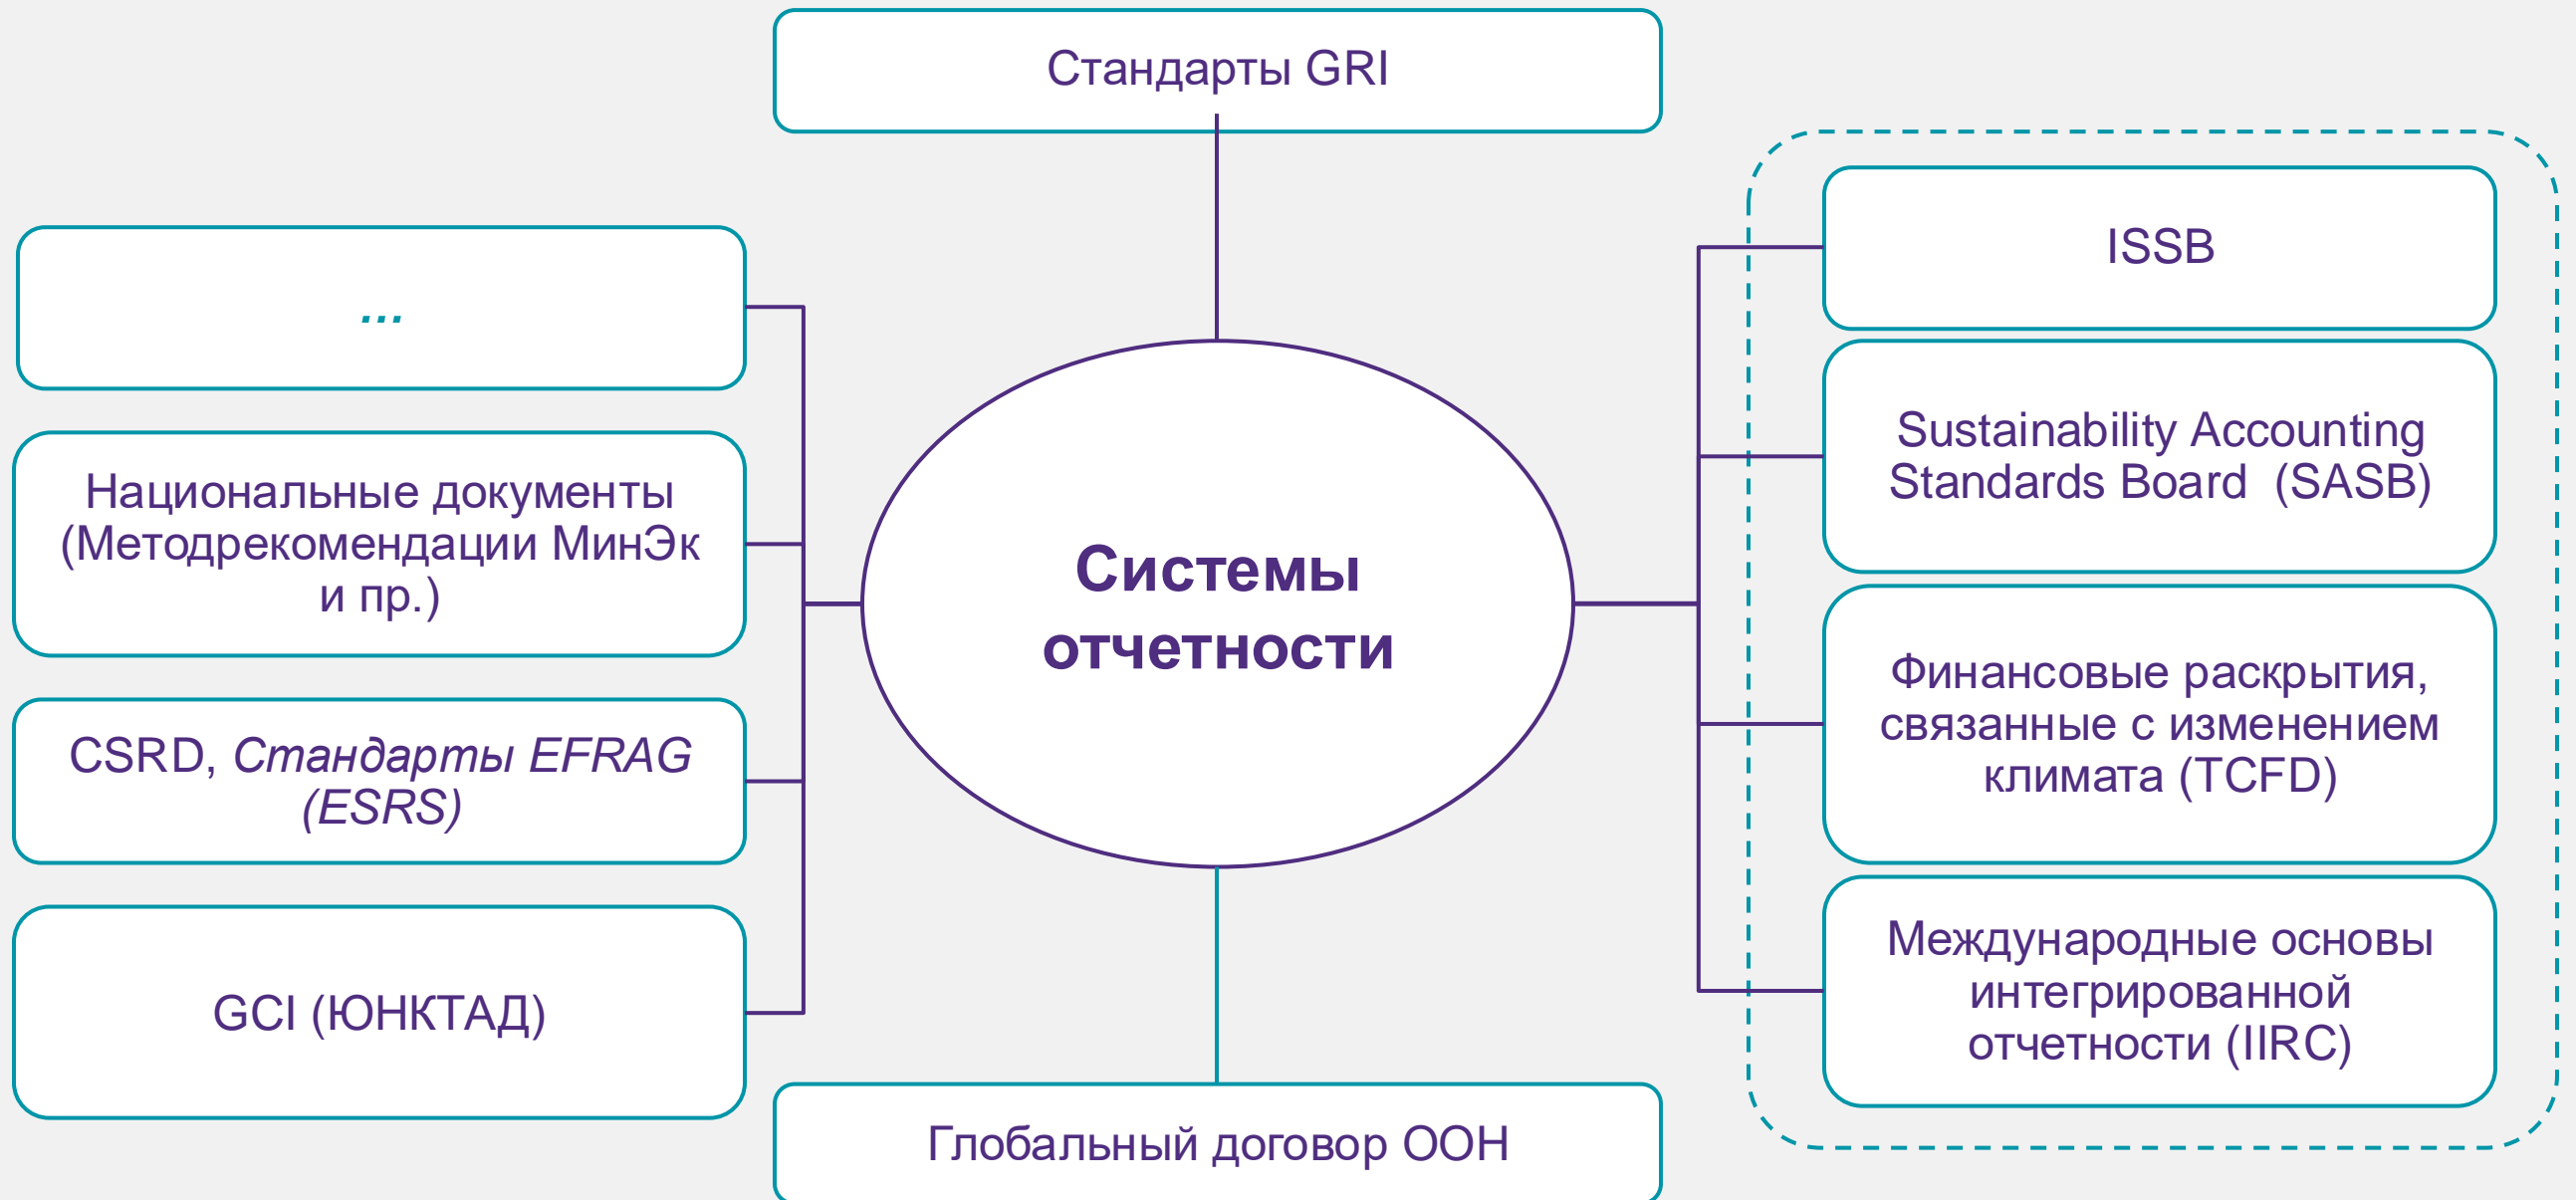 Стандарты GRI
...
Национальные документы
(Методрекомендации МинЭк
и пр.)
CSRD, Стандарты EFRAG
(ESRS)
GCI (ЮНКТАД)
Системы
отчетности
ISSB
Sustainability Accounting
Standards Board (SASB)
Финансовые раскрытия,
связанные с изменением
климата (TCFD)
Международные основы
интегрированной
отчетности (IIRC)
Глобальный договор ООН